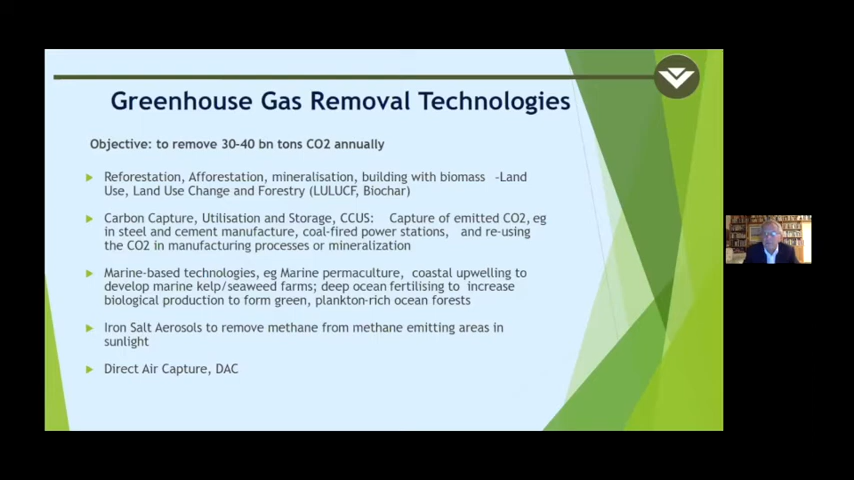 Greenhouse Gas Removal Technologies
Objective: to remove 30-40 bn tons CO2 annually
Reforestation, Afforestation, mineralisation, building with biomass -Land
Use, Land Use Change and Forestry (LULUCF, Biochar)
Carbon Capture, Utilisation and Storage, CCUS: Capture of emitted CO2, eg
in steel and cement manufacture, coal-fired power stations, and re-using
the CO2 in manufacturing processes or mineralization
Marine-based technologies, eg Marine permaculture, coastal upwelling to
develop marine kelp/seaweed farms; deep ocean fertilising to increase
biological production to form green, plankton-rich ocean forests
Iron Salt Aerosols to remove methane from methane emitting areas in
sunlight
Direct Air Capture, DAC